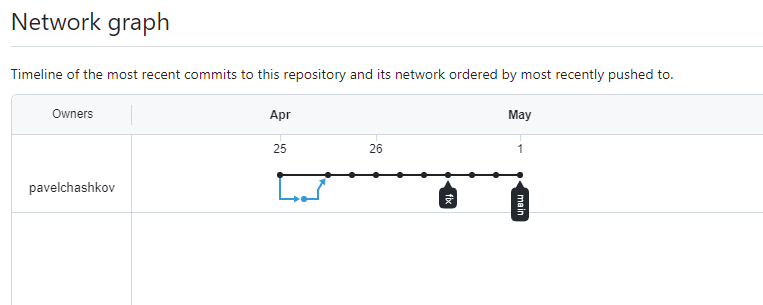 Network graph
Timeline of the most recent commits to this repository and its network ordered by most recently pushed to.
Owners Apr May
25 26 1
pavelchashkov
fix main